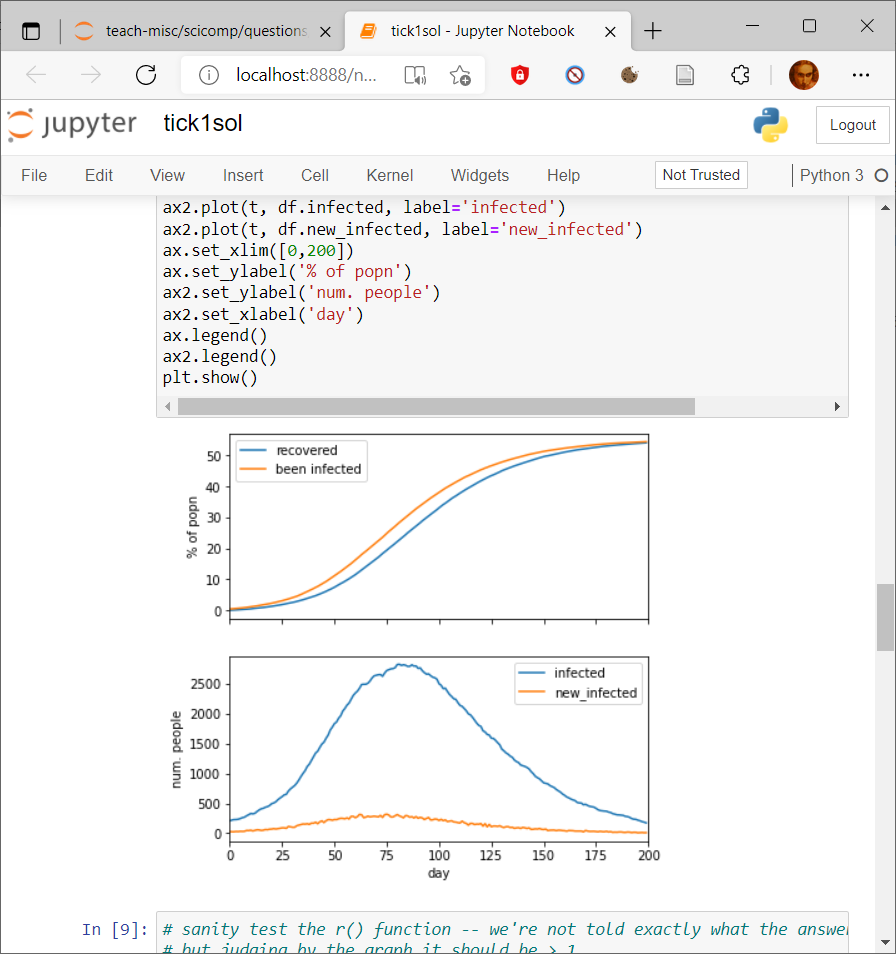 teach-misc/scicomp/questions
tick1sol - Jupyter Notebook
localhost:8888/n...
jupyter tick1sol
Logout
File Edit View Insert Cell Kernel Widgets Help Not Trusted Python 3
ax2.plot(t, df.infected, label='infected')
ax2.plot(t, df.new_infected, label='new_infected')
ax.set_xlim([0,200])
ax.set_ylabel('% of popn')
ax2.set_ylabel('num. people')
ax2.set_xlabel('day')
ax.legend()
ax2.legend()
plt.show()
recovered
been infected
50
40
30
20
10
0
% of popn
infected
new_infected
2500
2000
1500
1000
500
0
num. people
0 25 50 75 100 125 150 175 200
day
In [9]: # sanity test the r() function -- we're not told exactly what the answe
# but judging by the graph it should be > 1